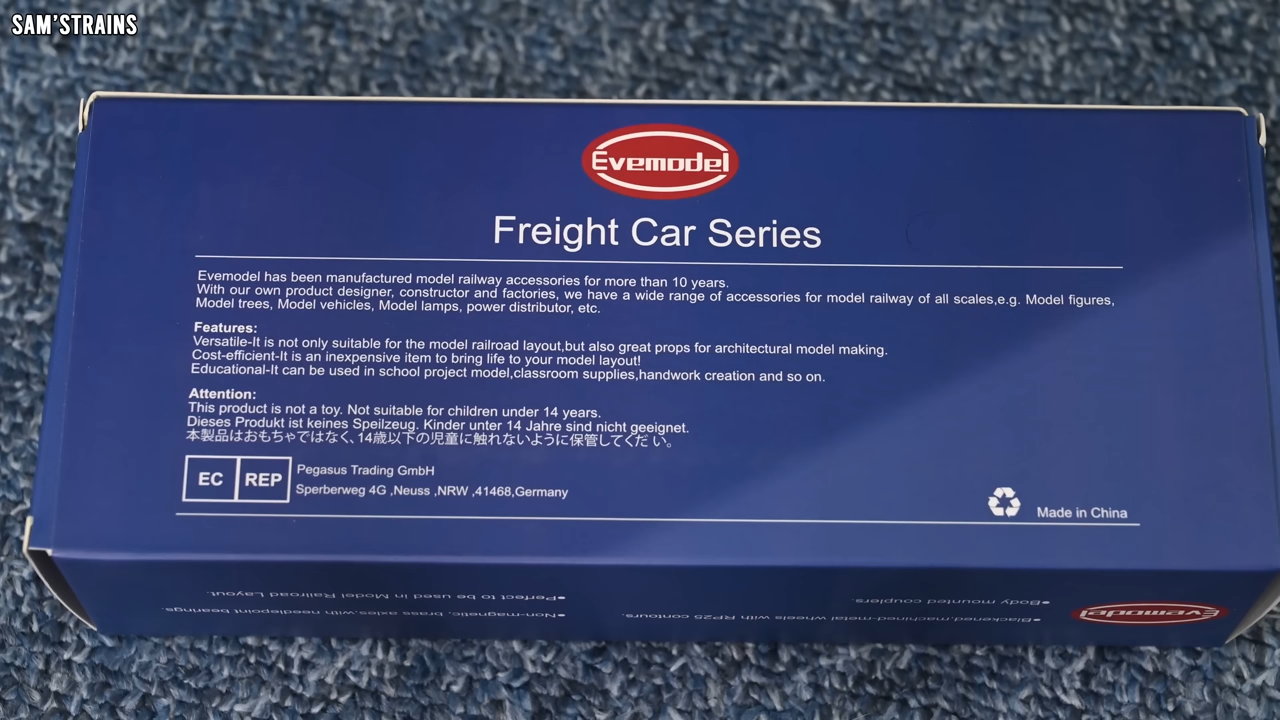 SAM'STRAINS
Evemodel
Freight Car Series
Evemodel has been manufactured model railway accessories for more than 10 years.
With our own product designer, constructor and factories, we have a wide range of accessories for model railway of all scales,e.g. Model figures,
Model trees, Model vehicles, Model lamps, power distributor, etc.
Features:
Versatile-It is not only suitable for the model railroad layout,but also great props for architectural model making.
Cost-efficient-It is an inexpensive item to bring life to your model layout!
Educational-It can be used in school project model,classroom supplies,handwork creation and so on.
Attention:
This product is not a toy. Not suitable for children under 14 years.
Dieses Produkt ist keines Speilzeug. Kinder unter 14 Jahre sind nicht geeignet.
本製品はおもちゃではなく、14歳以下の児童に触れないように保管してくだ い。
EC REP
Pegasus Trading GmbH
Sperberweg 4G ,Neuss ,NRW ,41468,Germany
Made in China
Evemodel
•Blackened,machined-metal wheels with RP25 contours.
•Body mounted couplers.
•Non-magnetic, brass axles,with needlepoint bearings
•Perfect to be used in Model Railroad Layout.